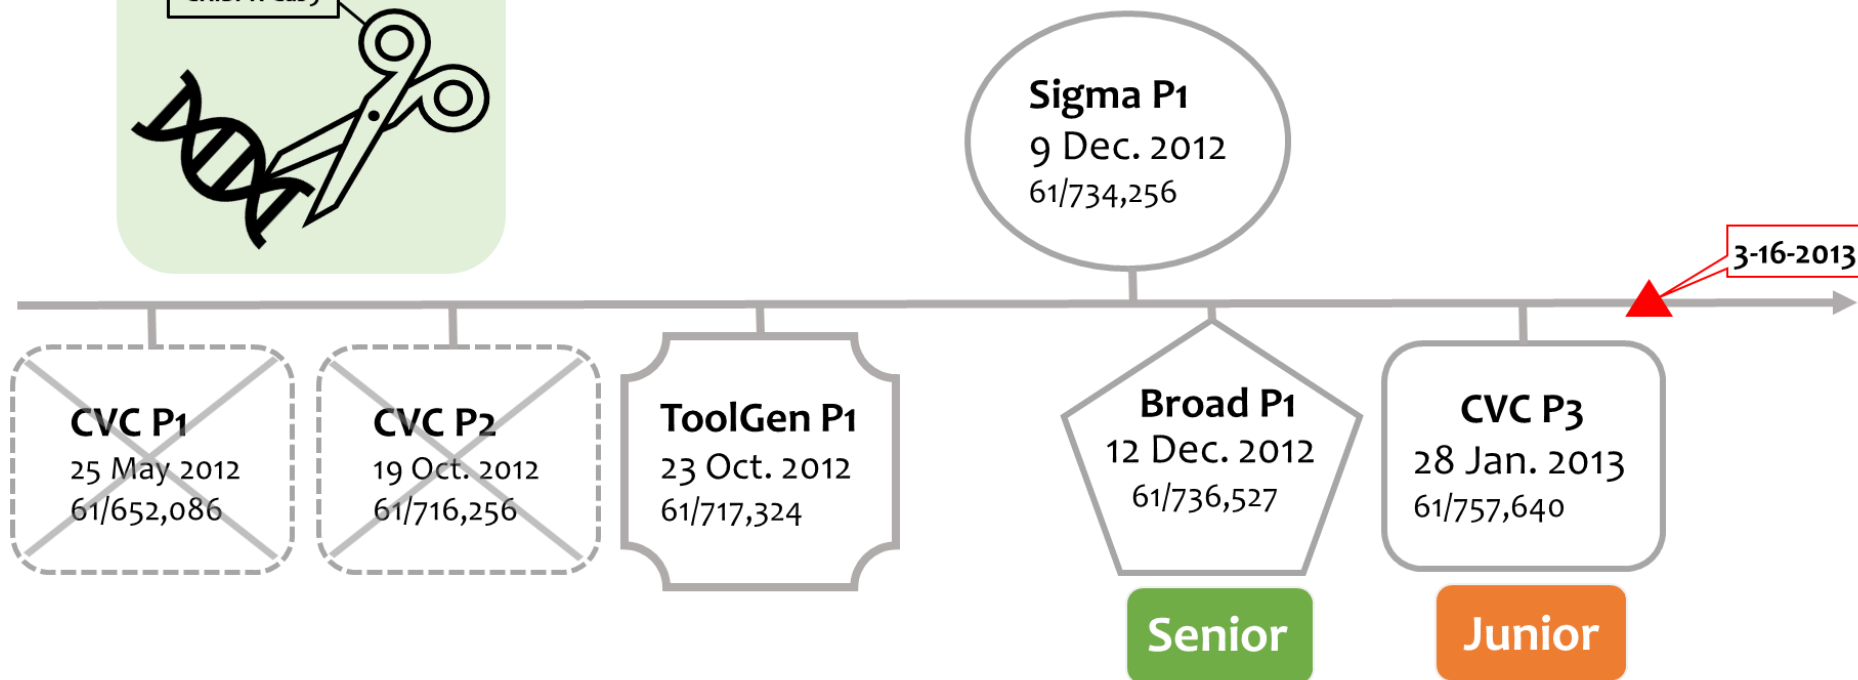 Sigma P1
9 Dec. 2012
61/734,256
3-16-2013
CVC P1
25 May 2012
61/652,086
CVC P2
19 Oct. 2012
61/716,256
ToolGen P1
23 Oct. 2012
61/717,324
Broad P1
12 Dec. 2012
61/736,527
CVC P3
28 Jan. 2013
61/757,640
Senior
Junior